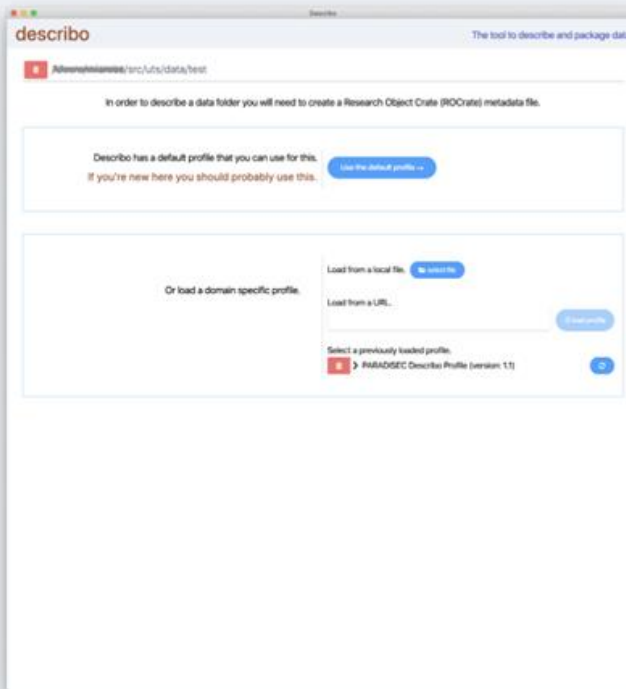 Describo
describo
The tool to describe and package data
/src/uts/data/test
In order to describe a data folder you will need to create a Research Object Crate (ROCrate) metadata file.
Describo has a default profile that you can use for this.
If you're new here you should probably use this.
Use the default profile
Or load a domain specific profile.
Load from a local file.
select file
Load from a URL.
load profile
Select a previously loaded profile.
PARADISEC Describo Profile (version: 1.1)